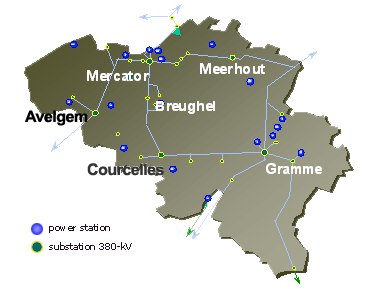 Meerhout
Mercator
Breughel
Avelgem
Courcelles
Gramme
power station
substation 380-kV